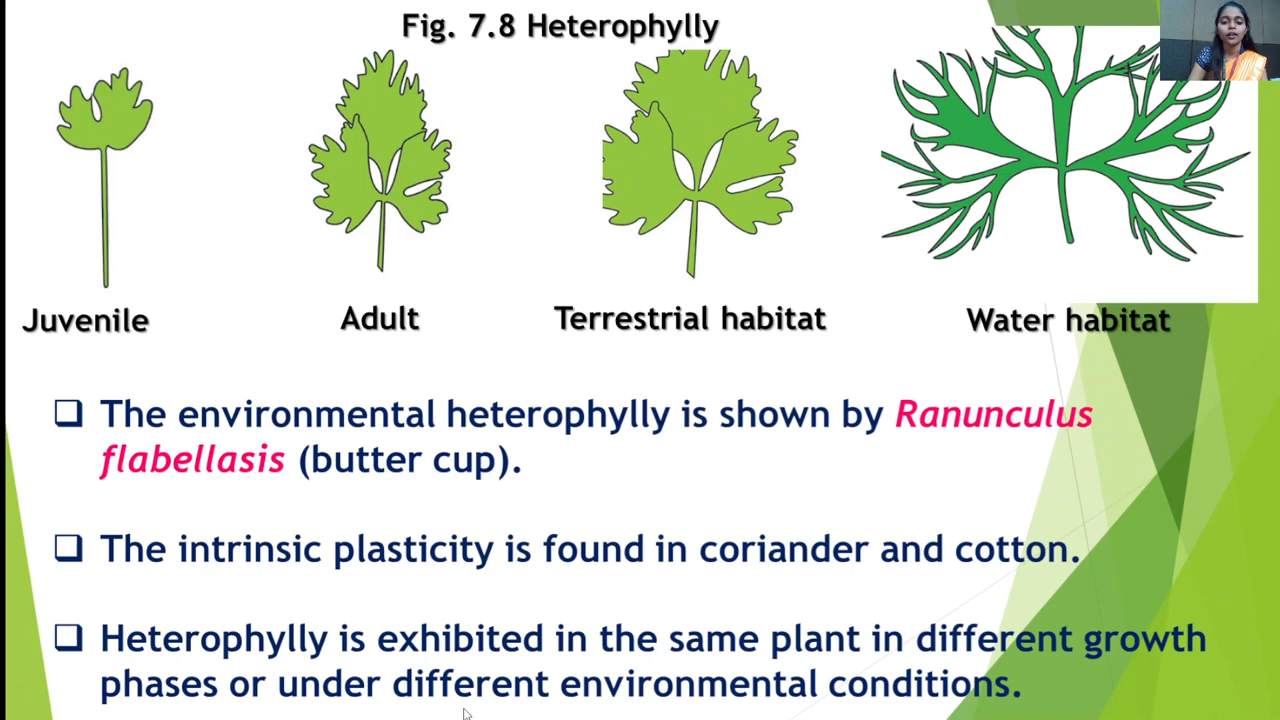 Fig. 7.8 Heterophylly
Juvenile
Adult
Terrestrial habitat
Water habitat
The environmental heterophylly is shown by Ranunculus
flabellasis (butter cup).
The intrinsic plasticity is found in coriander and cotton.
Heterophylly is exhibited in the same plant in different growth
phases or under different environmental conditions.